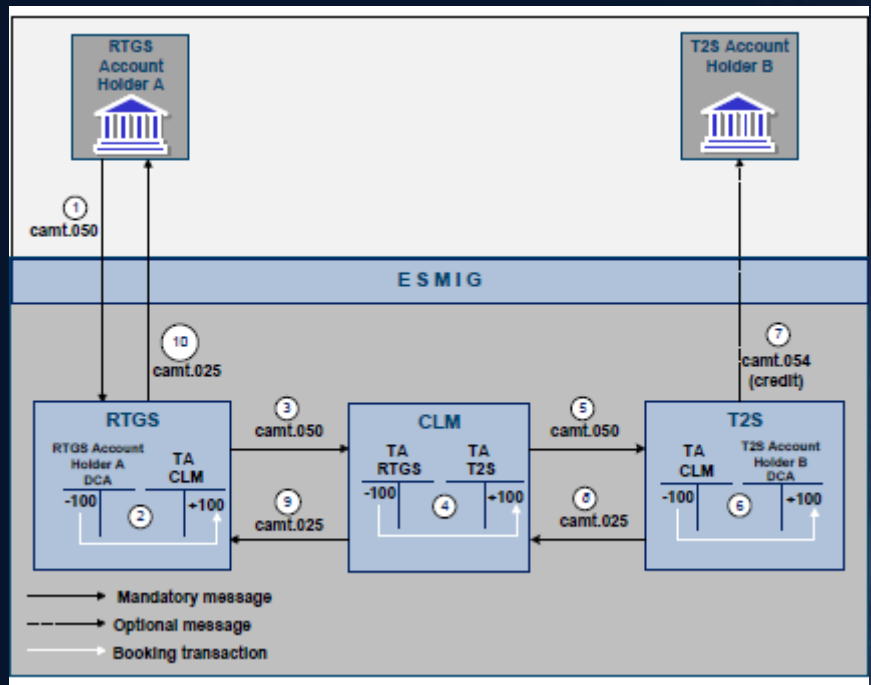 RTGS
Account
Holder A
T2S Account
Holder B
1
camt.050
ESMIG
10
camt.025
7
camt.054
(credit)
RTGS
RTGS Account
Holder A
DCA
TA
CLM
-100
2
+100
3
camt.050
9
camt.025
CLM
TA
RTGS
TA
T2S
-100
4
+100
5
camt.050
8
camt.025
T2S
TA
CLM
T2S Account
Holder B
DCA
-100
6
+100
Mandatory message
Optional message
Booking transaction